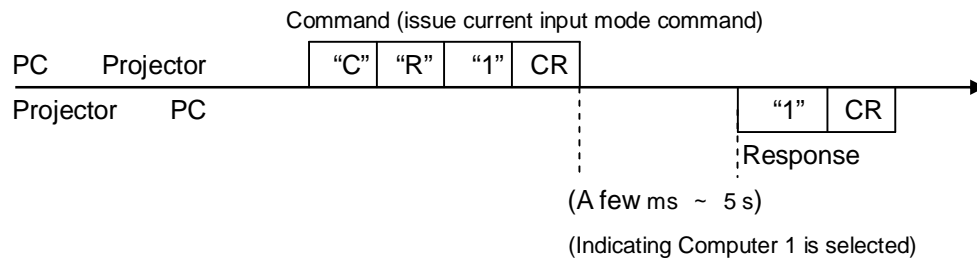 Command (issue current input mode command)
PC Projector “C” “R” “1” CR
Projector PC “1” CR
Response
(A few ms ~ 5 s)
(Indicating Computer 1 is selected)